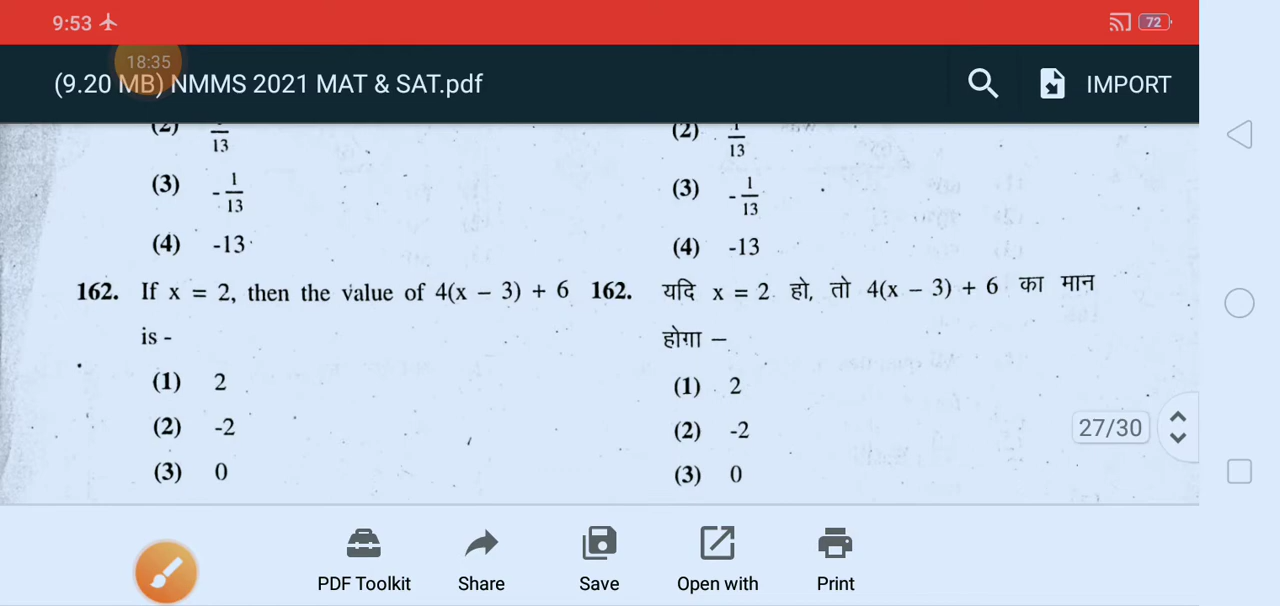 9:53
72
18:35
(9.20 MB) NMMS 2021 MAT & SAT.pdf
IMPORT
(2)
13
(3) -1/13
(4) -13
162. If x = 2, then the value of 4(x – 3) + 6
is -
(1) 2
(2) -2
(3) 0
(2) 1/13
(3) -1/13
(4) -13
162. यदि x = 2 हो, तो 4(x – 3) + 6 का मान
होगा –
(1) 2
(2) -2
(3) 0
27/30
PDF Toolkit
Share
Save
Open with
Print